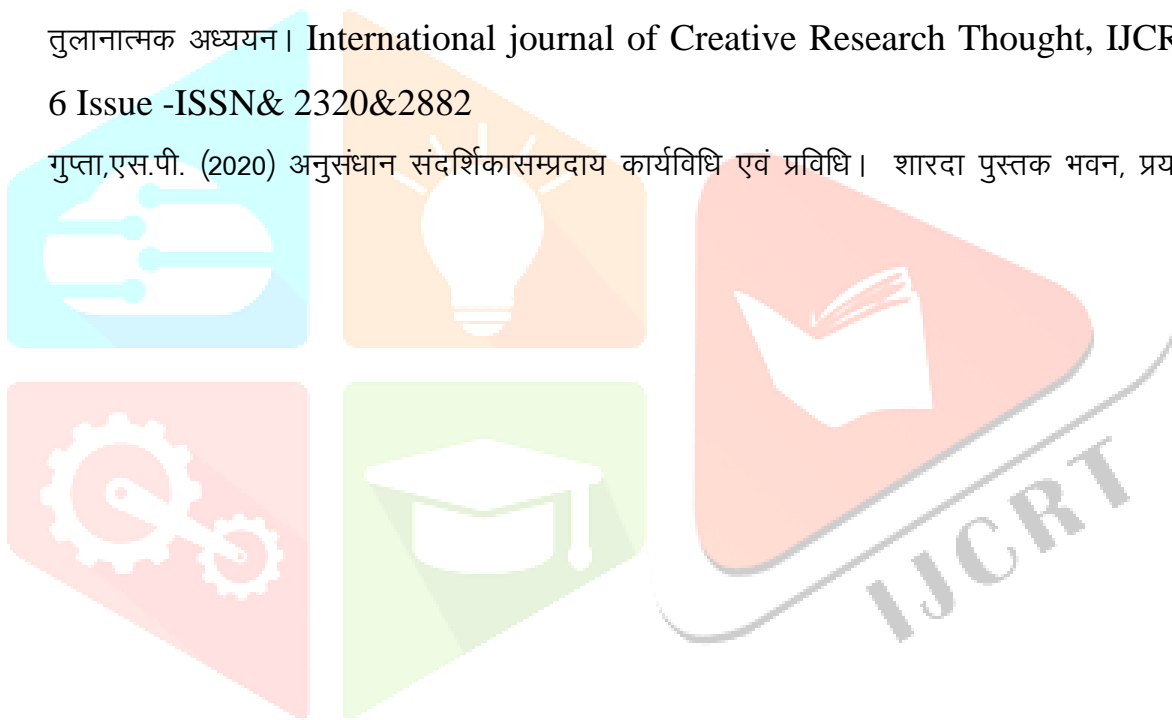 तुलानात्मक अध्ययन। International journal of Creative Research Thought, IJCR
6 Issue -ISSN& 2320&2882
गुप्ता,एस.पी. (2020) अनुसंधान संदर्शिकासम्प्रदाय कार्यविधि एवं प्रविधि। शारदा पुस्तक भवन, प्रय
IJCRT